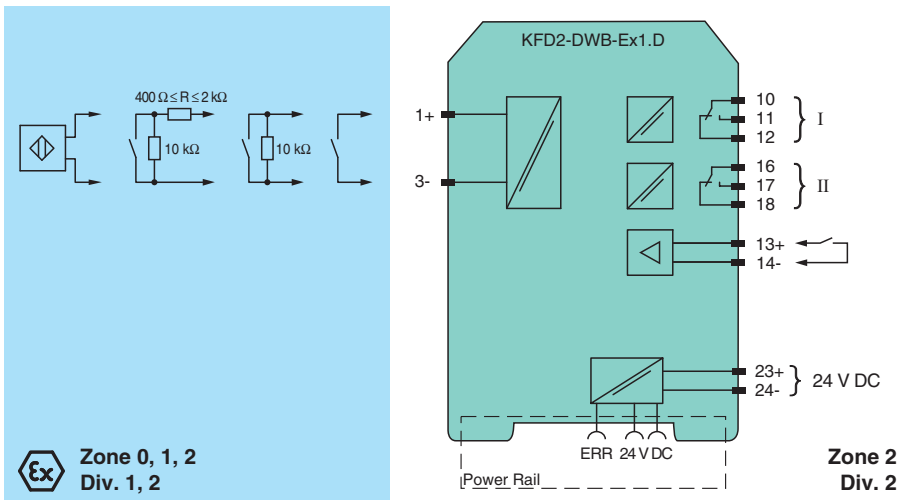 KFD2-DWB-Ex1.D
400 Ω ≤ R ≤ 2 kΩ
10 kΩ
10 kΩ
1+
3-
10
11
12
I
16
17
18
II
13+
14-
23+
24-
24 V DC
ERR 24 V DC
Power Rail
Ex
Zone 0, 1, 2
Div. 1, 2
Zone 2
Div. 2